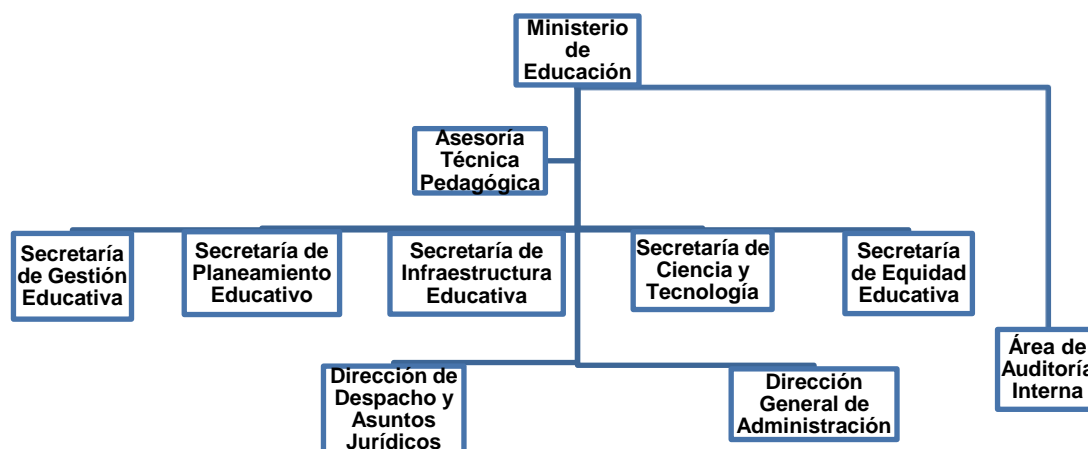 Ministerio
de
Educación
Asesoría
Técnica
Pedagógica
Secretaría
de Gestión
Educativa
Secretaría de
Planeamiento
Educativo
Secretaría de
Infraestructura
Educativa
Secretaría de
Ciencia y
Tecnología
Secretaría
de Equidad
Educativa
Área de
Auditoría
Interna
Dirección de
Despacho y
Asuntos
Jurídicos
Dirección
General de
Administración